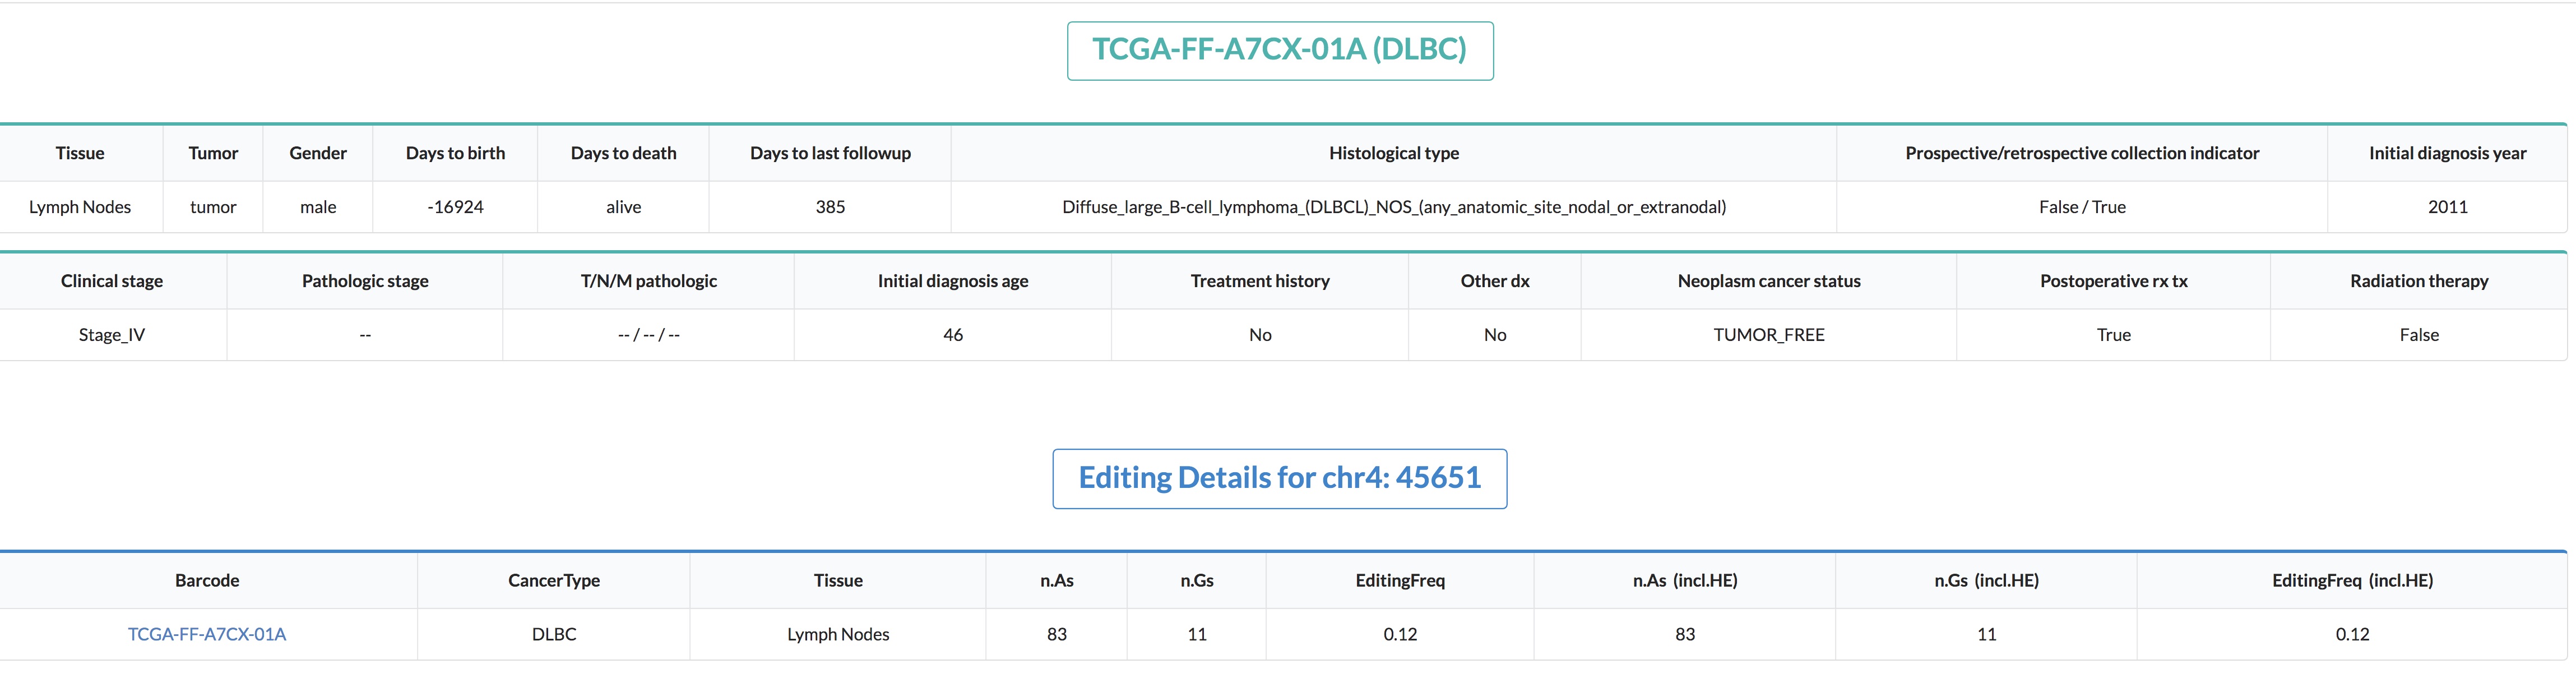 TCGA-FF-A7CX-01A (DLBC)
Tissue Tumor Gender Days to birth Days to death Days to last followup Histological type Prospective/retrospective collection indicator Initial diagnosis year
Lymph Nodes tumor male -16924 alive 385 Diffuse_large_B-cell_lymphoma_(DLBCL)_NOS_(any_anatomic_site_nodal_or_extranodal) False / True 2011
Clinical stage Pathologic stage T/N/M pathologic Initial diagnosis age Treatment history Other dx Neoplasm cancer status Postoperative rx tx Radiation therapy
Stage_IV -- -- / -- / -- 46 No No TUMOR_FREE True False
Editing Details for chr4: 45651
Barcode CancerType Tissue n.As n.Gs EditingFreq n.As (incl.HE) n.Gs (incl.HE) EditingFreq (incl.HE)
TCGA-FF-A7CX-01A DLBC Lymph Nodes 83 11 0.12 83 11 0.12